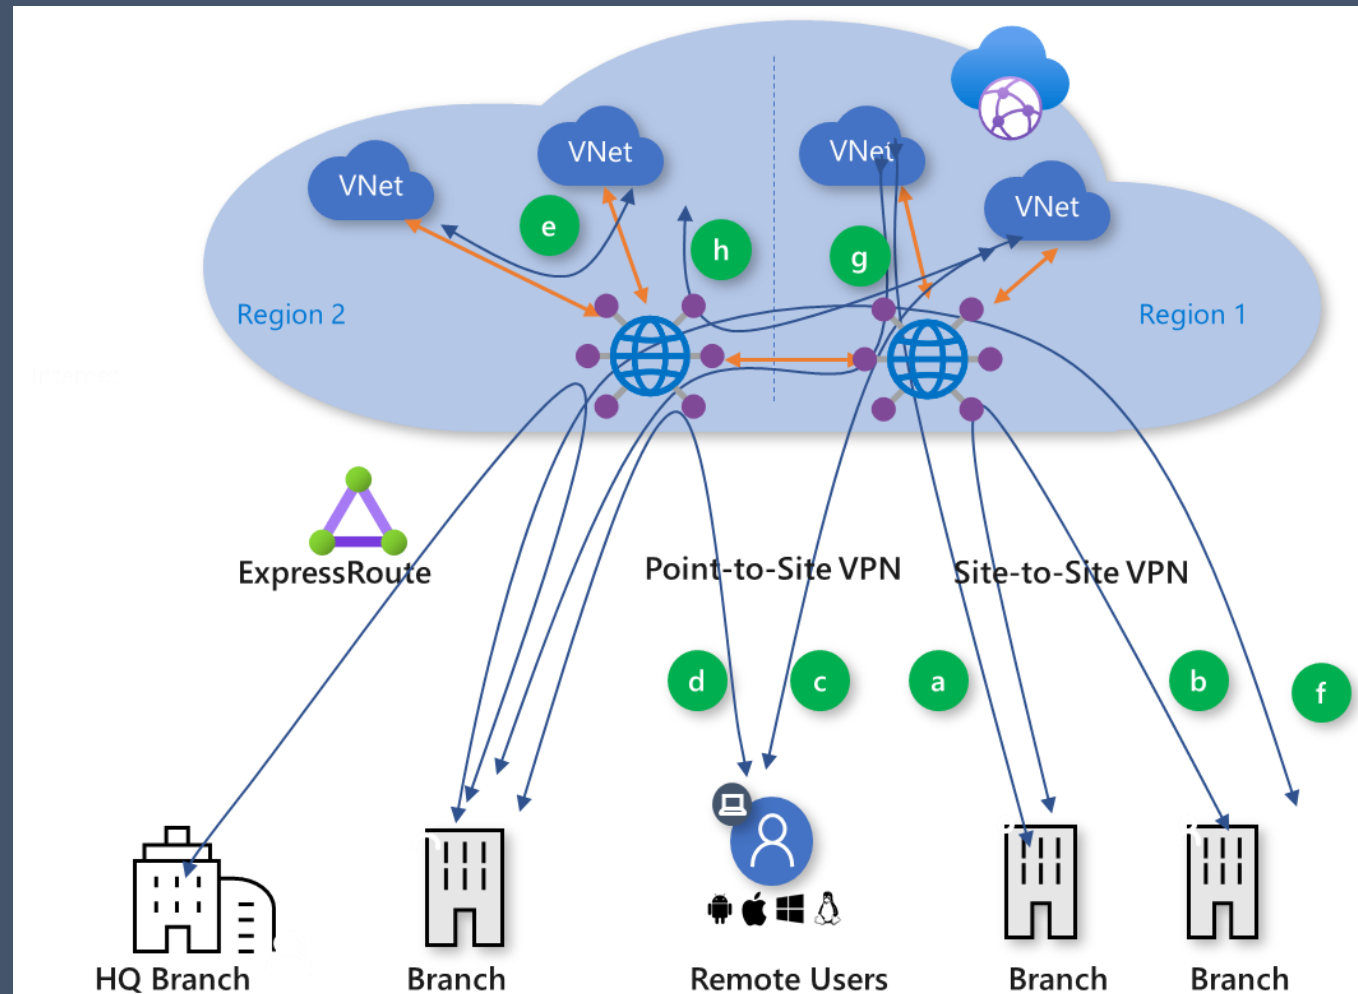 VNet
VNet
VNet
VNet
e
h
g
Region 2
Region 1
ExpressRoute
Point-to-Site VPN
Site-to-Site VPN
d
c
a
b
f
HQ Branch
Branch
Remote Users
Branch
Branch